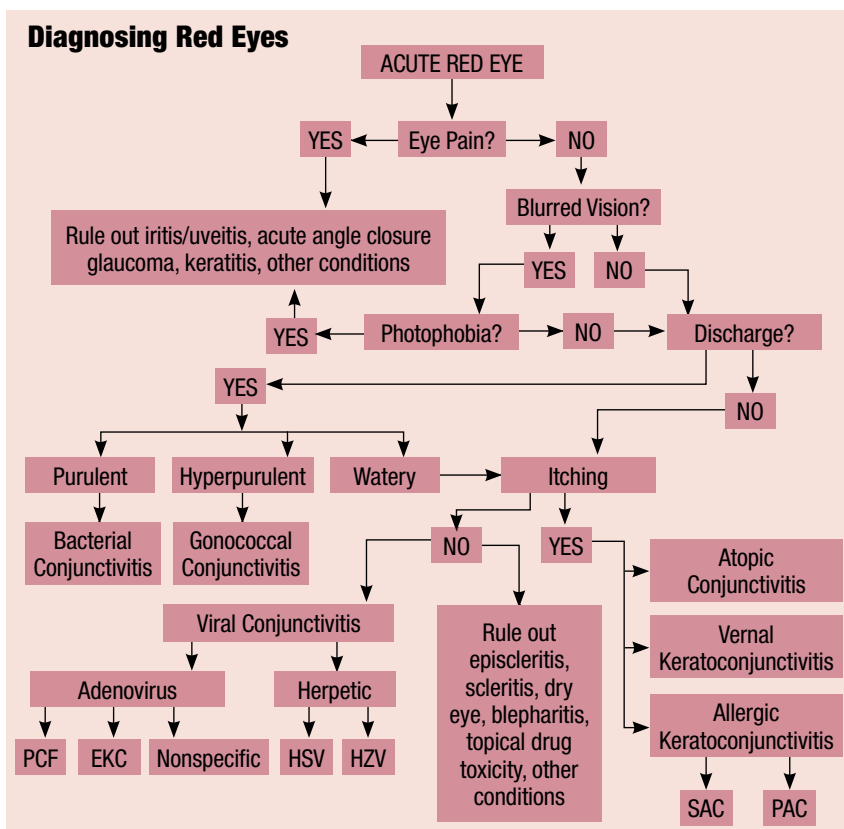 Diagnosing Red Eyes
ACUTE RED EYE
YES
Eye Pain?
NO
Blurred Vision?
Rule out iritis/uveitis, acute angle closure
glaucoma, keratitis, other conditions
YES
NO
YES
Photophobia?
NO
Discharge?
YES
NO
Purulent
Hyperpurulent
Watery
Itching
Bacterial
Conjunctivitis
Gonococcal
Conjunctivitis
NO
YES
Atopic
Conjunctivitis
Viral Conjunctivitis
Rule out
episcleritis,
scleritis, dry
eye, blepharitis,
topical drug
toxicity, other
conditions
Vernal
Keratoconjunctivitis
Adenovirus
Herpetic
Allergic
Keratoconjunctivitis
PCF
EKC
Nonspecific
HSV
HZV
SAC
PAC